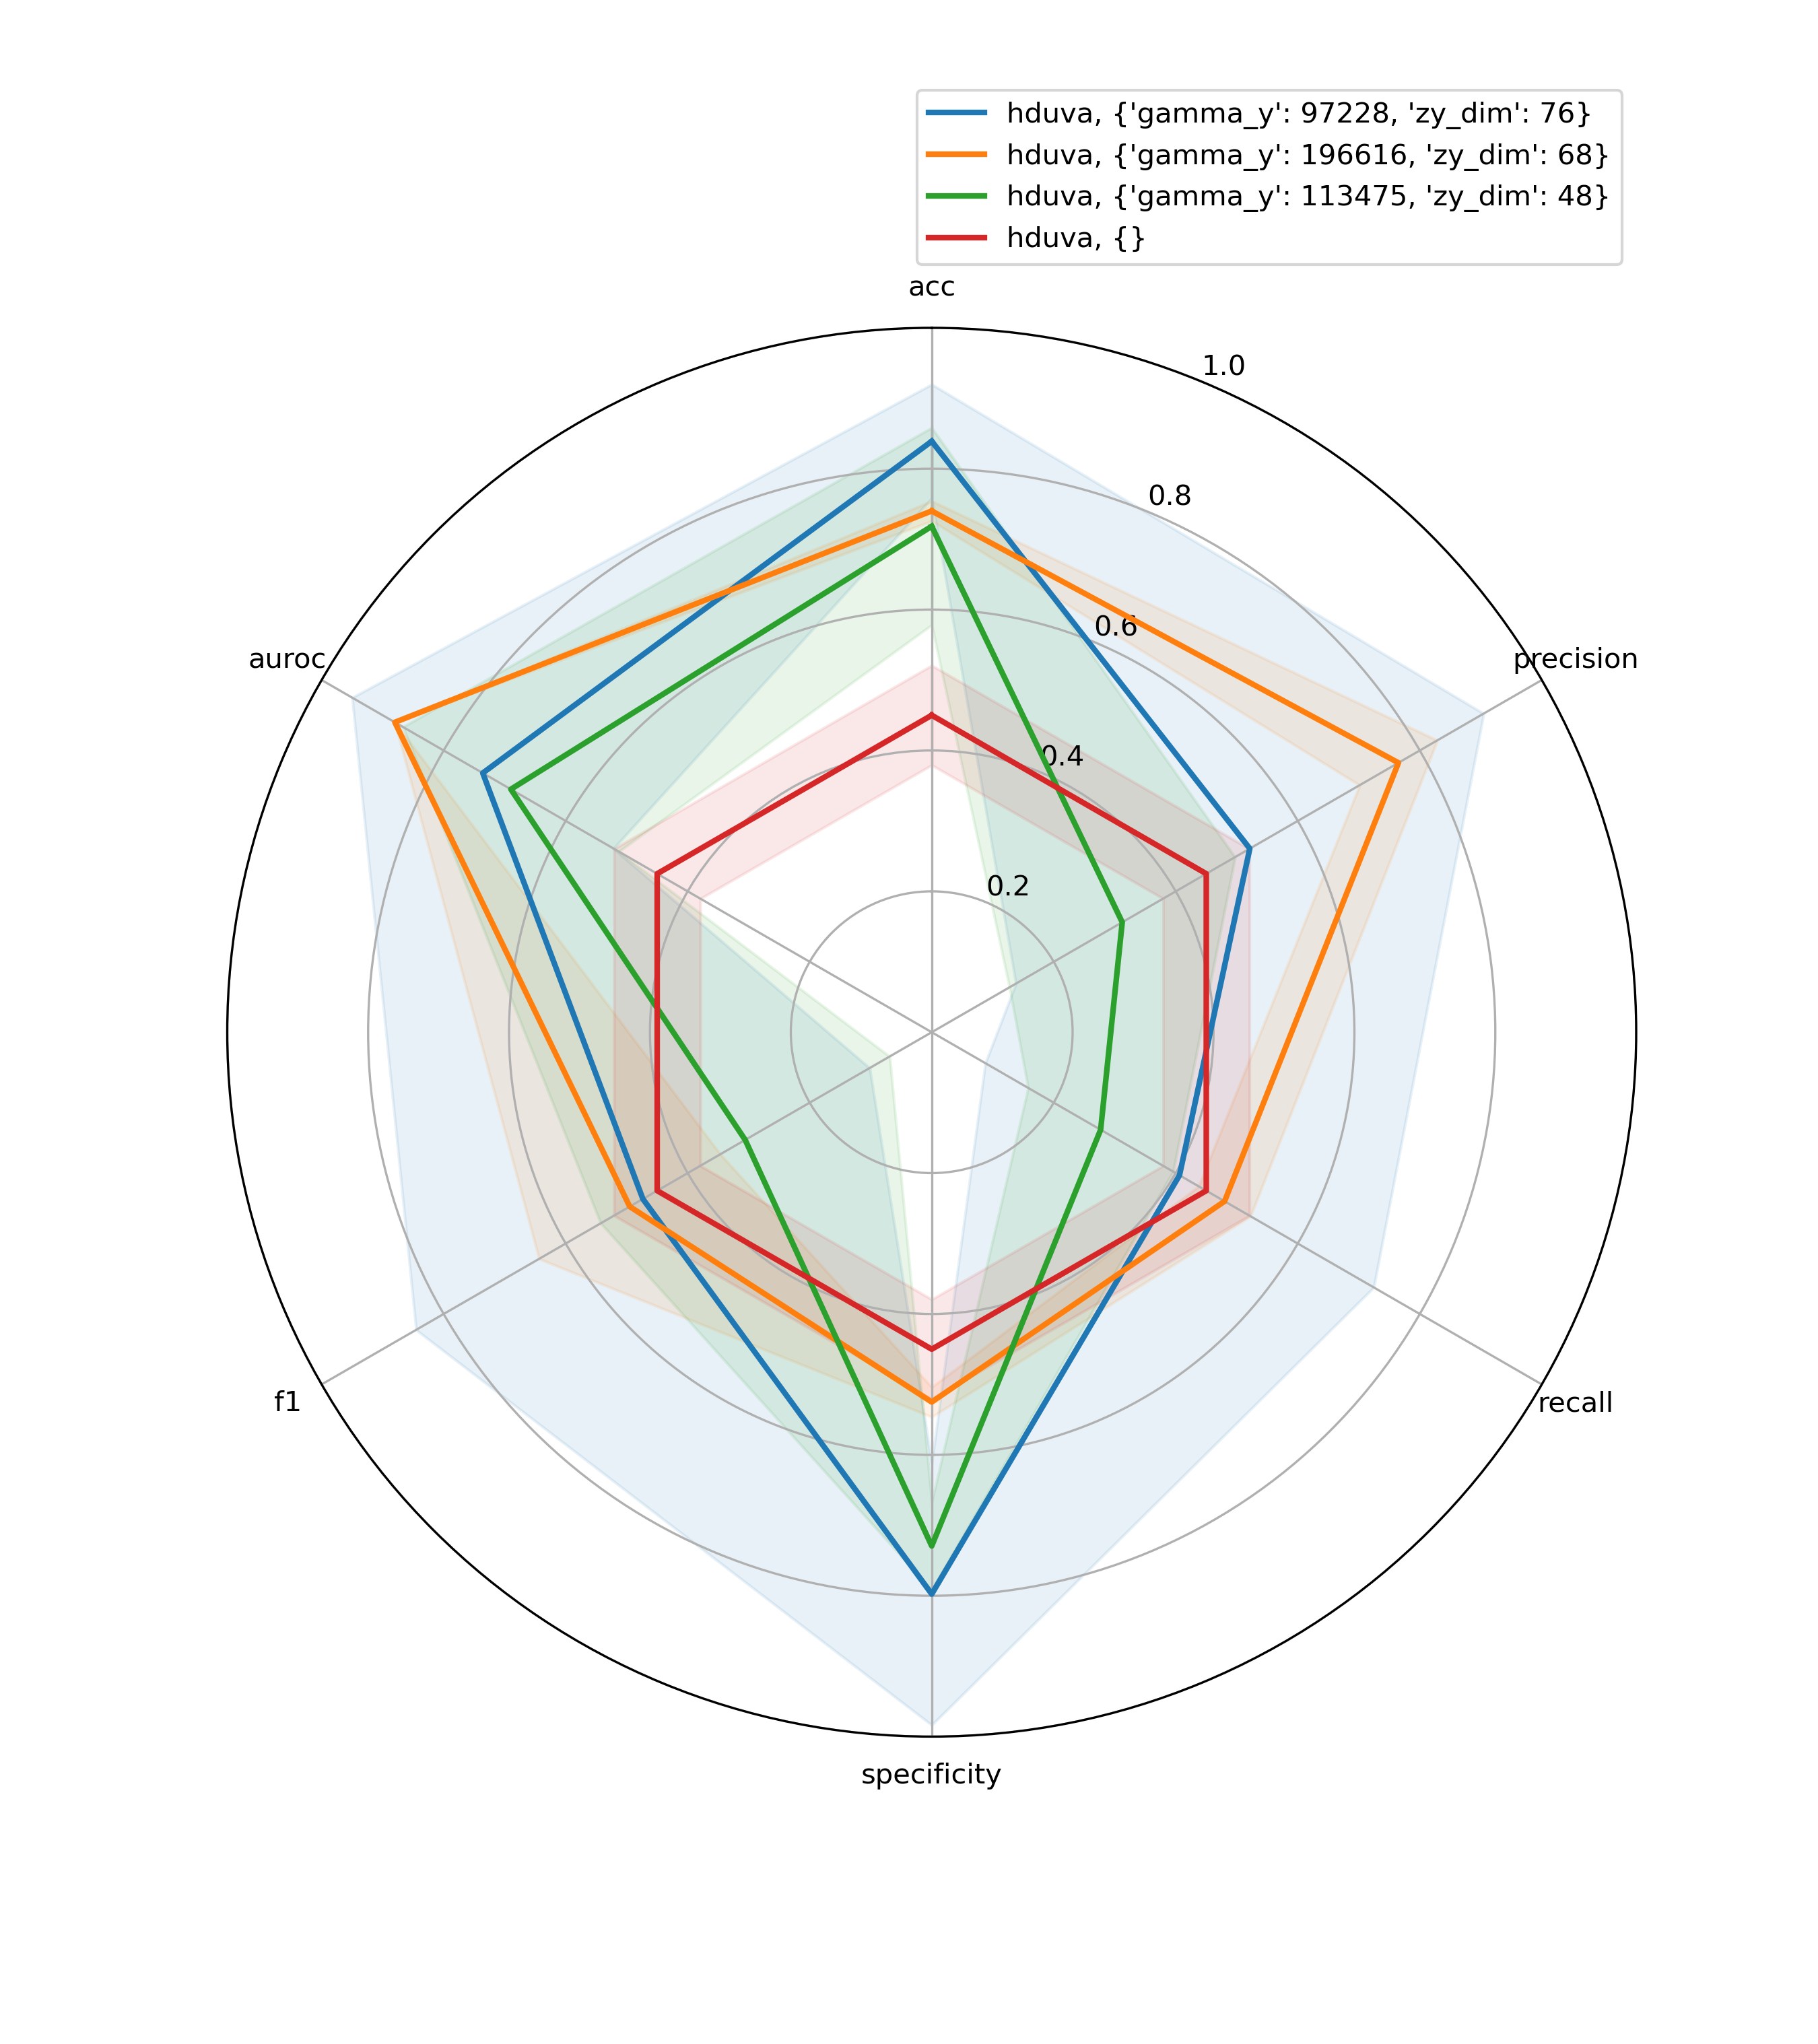 hduva, {'gamma_y': 97228, 'zy_dim': 76}
hduva, {'gamma_y': 196616, 'zy_dim': 68}
hduva, {'gamma_y': 113475, 'zy_dim': 48}
hduva, {}
acc
1.0
0.8
0.6
auroc
precision
0.4
0.2
f1
recall
specificity